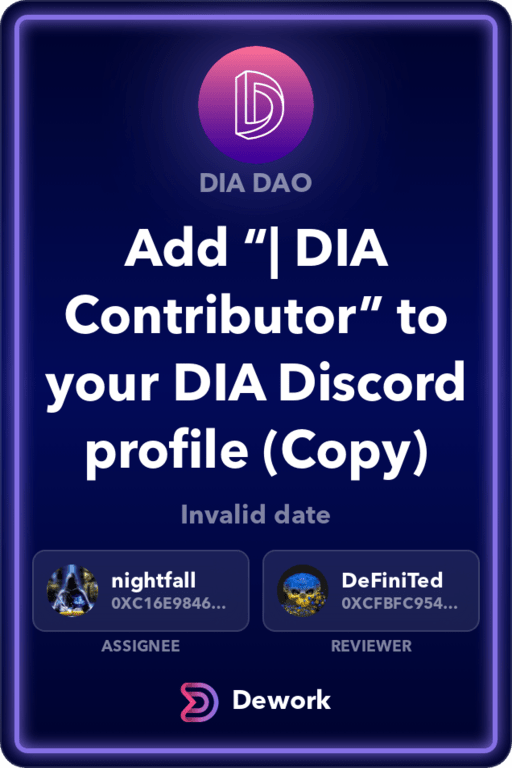 DIA DAO
Add “| DIA
Contributor” to
your DIA Discord
profile (Copy)
Invalid date
nightfall
0XC16E9846...
ASSIGNEE
DeFiniTed
0XCFBFC954...
REVIEWER
Dework